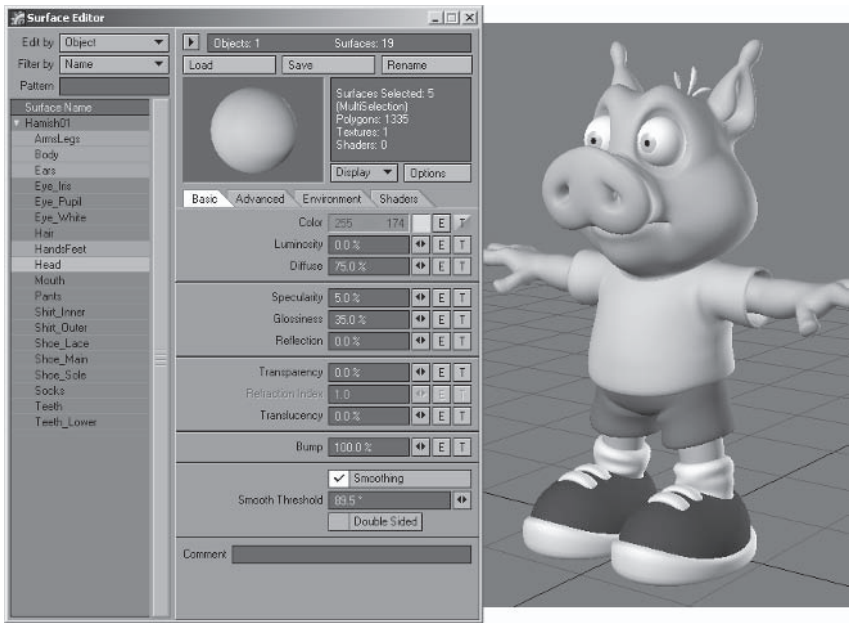 Surface Editor
Edit by Object
Filter by Name
Pattern
Surface Name
Hamish01
ArmsLegs
Body
Ears
Eye_Iris
Eye_Pupil
Eye_White
Hair
HandsFeet
Head
Mouth
Pants
Shirt_Inner
Shirt_Outer
Shoe_Lace
Shoe_Main
Shoe_Sole
Socks
Teeth
Teeth_Lower
Objects: 1 Surfaces: 19
Load Save Rename
Surfaces Selected: 5
(MultiSelection)
Polygons: 1335
Textures: 1
Shaders: 0
Display Options
Basic Advanced Environment Shaders
Color 255 174 E T
Luminosity 0.0 % E T
Diffuse 75.0 % E T
Specularity 5.0 % E T
Glossiness 35.0 % E T
Reflection 0.0 % E T
Transparency 0.0 % E T
Refraction Index 1.0 E T
Translucency 0.0 % E T
Bump 100.0 % E T
Smoothing
Smooth Threshold 89.5 °
Double Sided
Comment